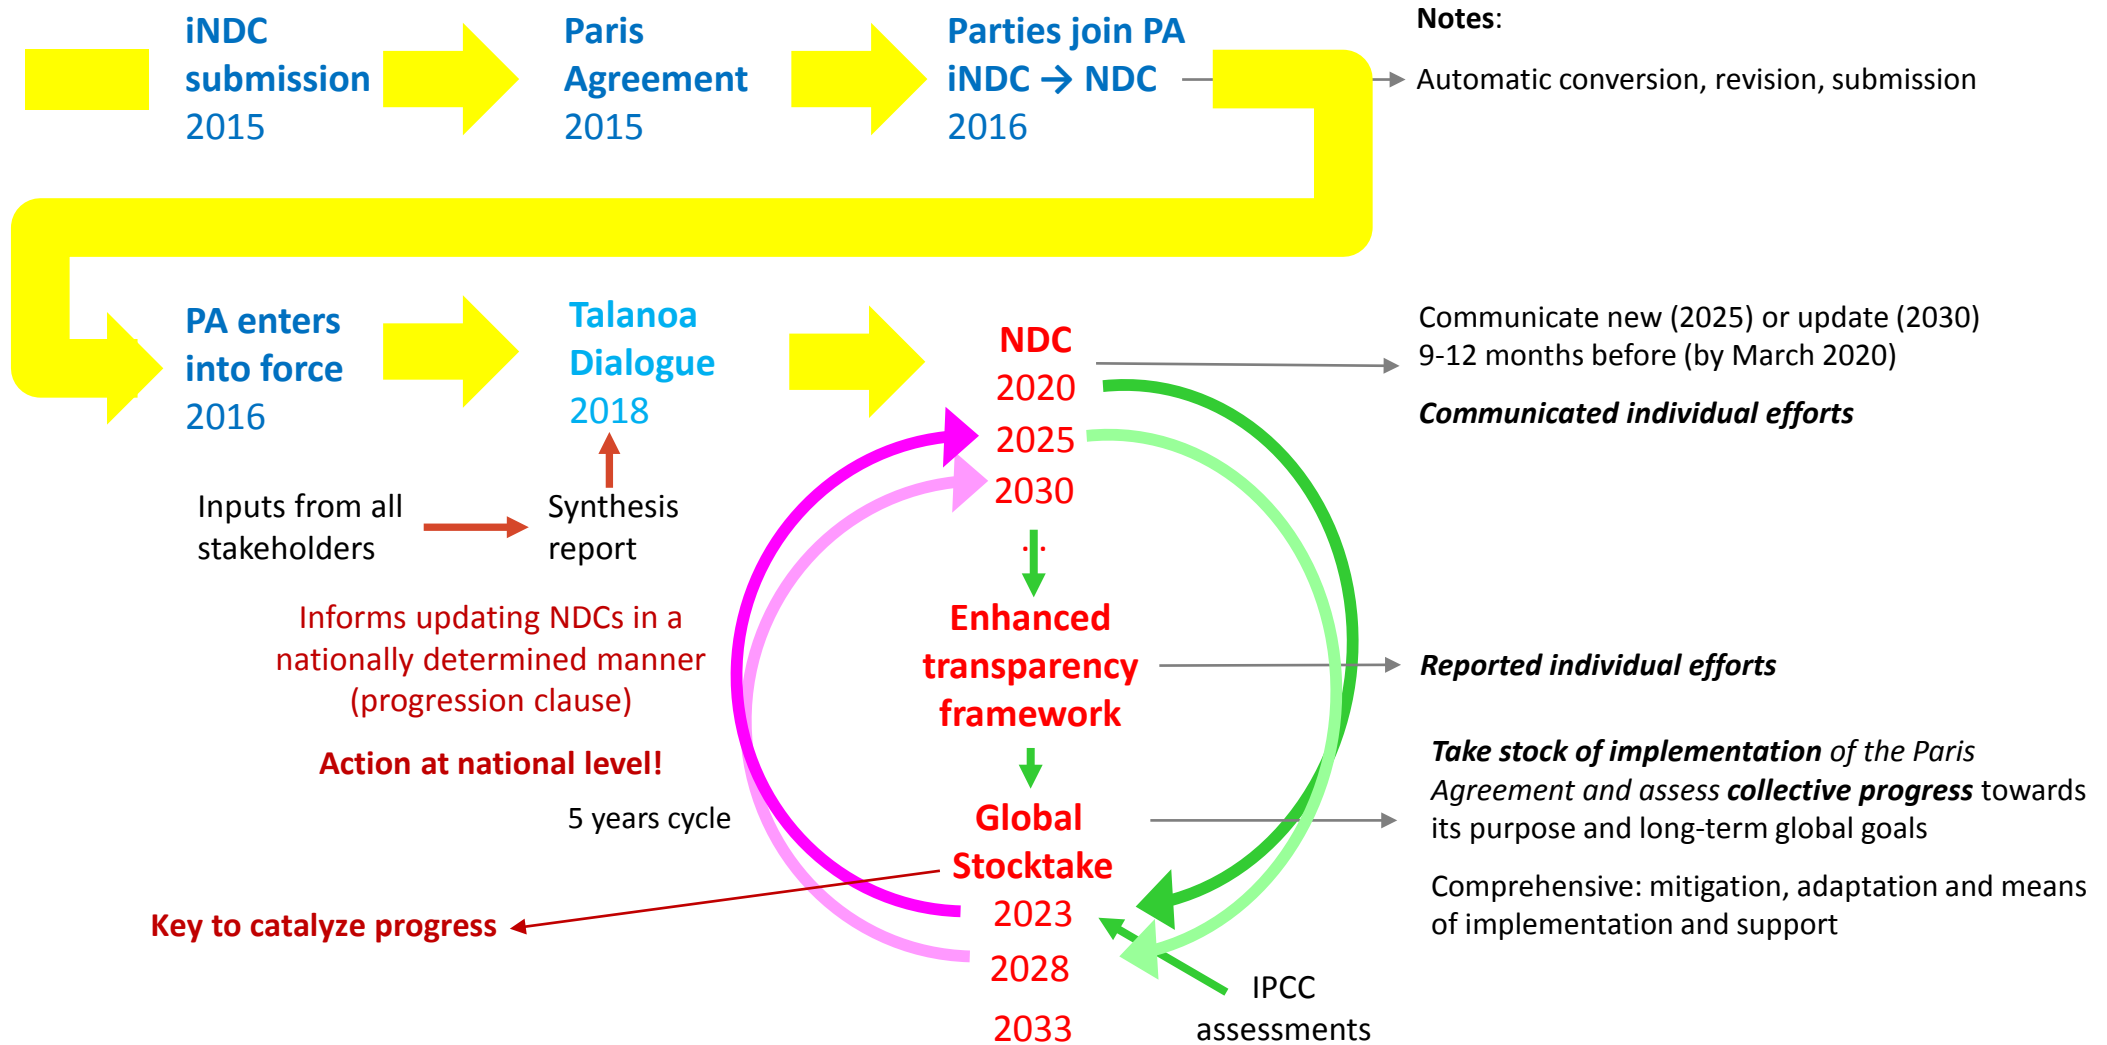 iNDC
submission
2015
Paris
Agreement
2015
Parties join PA
iNDC → NDC
2016
Notes:
Automatic conversion, revision, submission
PA enters
into force
2016
Talanoa
Dialogue
2018
NDC
2020
2025
2030
..
Communicate new (2025) or update (2030)
9-12 months before (by March 2020)
Communicated individual efforts
Inputs from all
stakeholders
Synthesis
report
Informs updating NDCs in a
nationally determined manner
(progression clause)
Action at national level!
5 years cycle
Enhanced
transparency
framework
Reported individual efforts
Global
Stocktake
2023
2028
2033
Take stock of implementation of the Paris
Agreement and assess collective progress towards
its purpose and long-term global goals
Comprehensive: mitigation, adaptation and means
of implementation and support
Key to catalyze progress
IPCC
assessments